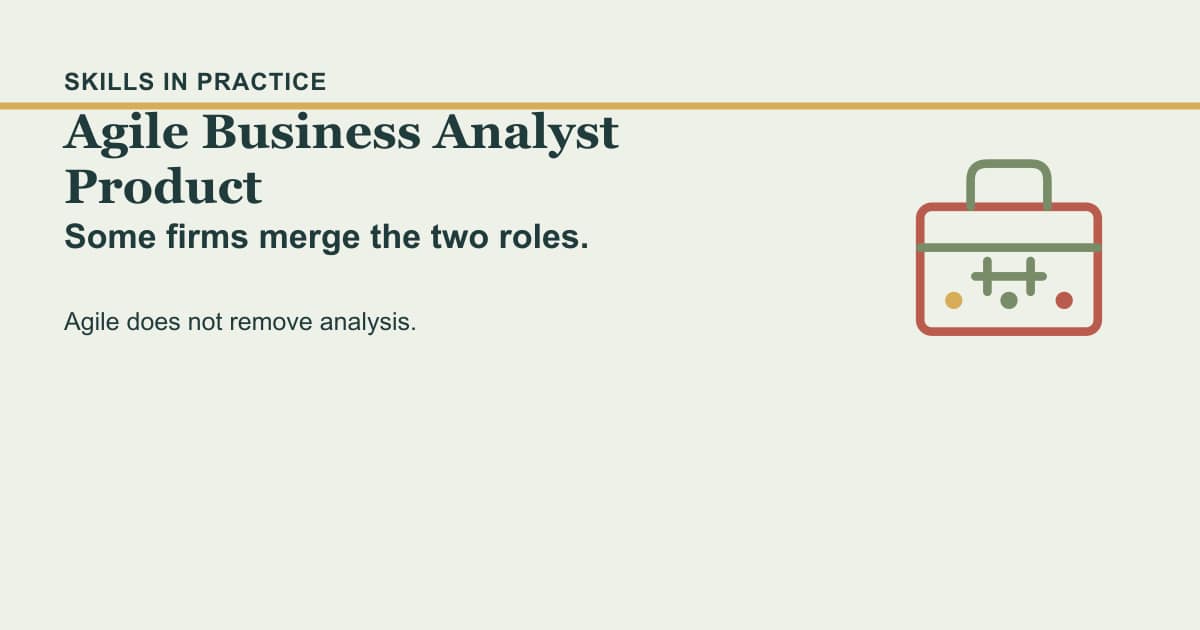 SKILLS IN PRACTICE
Agile Business Analyst
Product
Some firms merge the two roles.
Agile does not remove analysis.